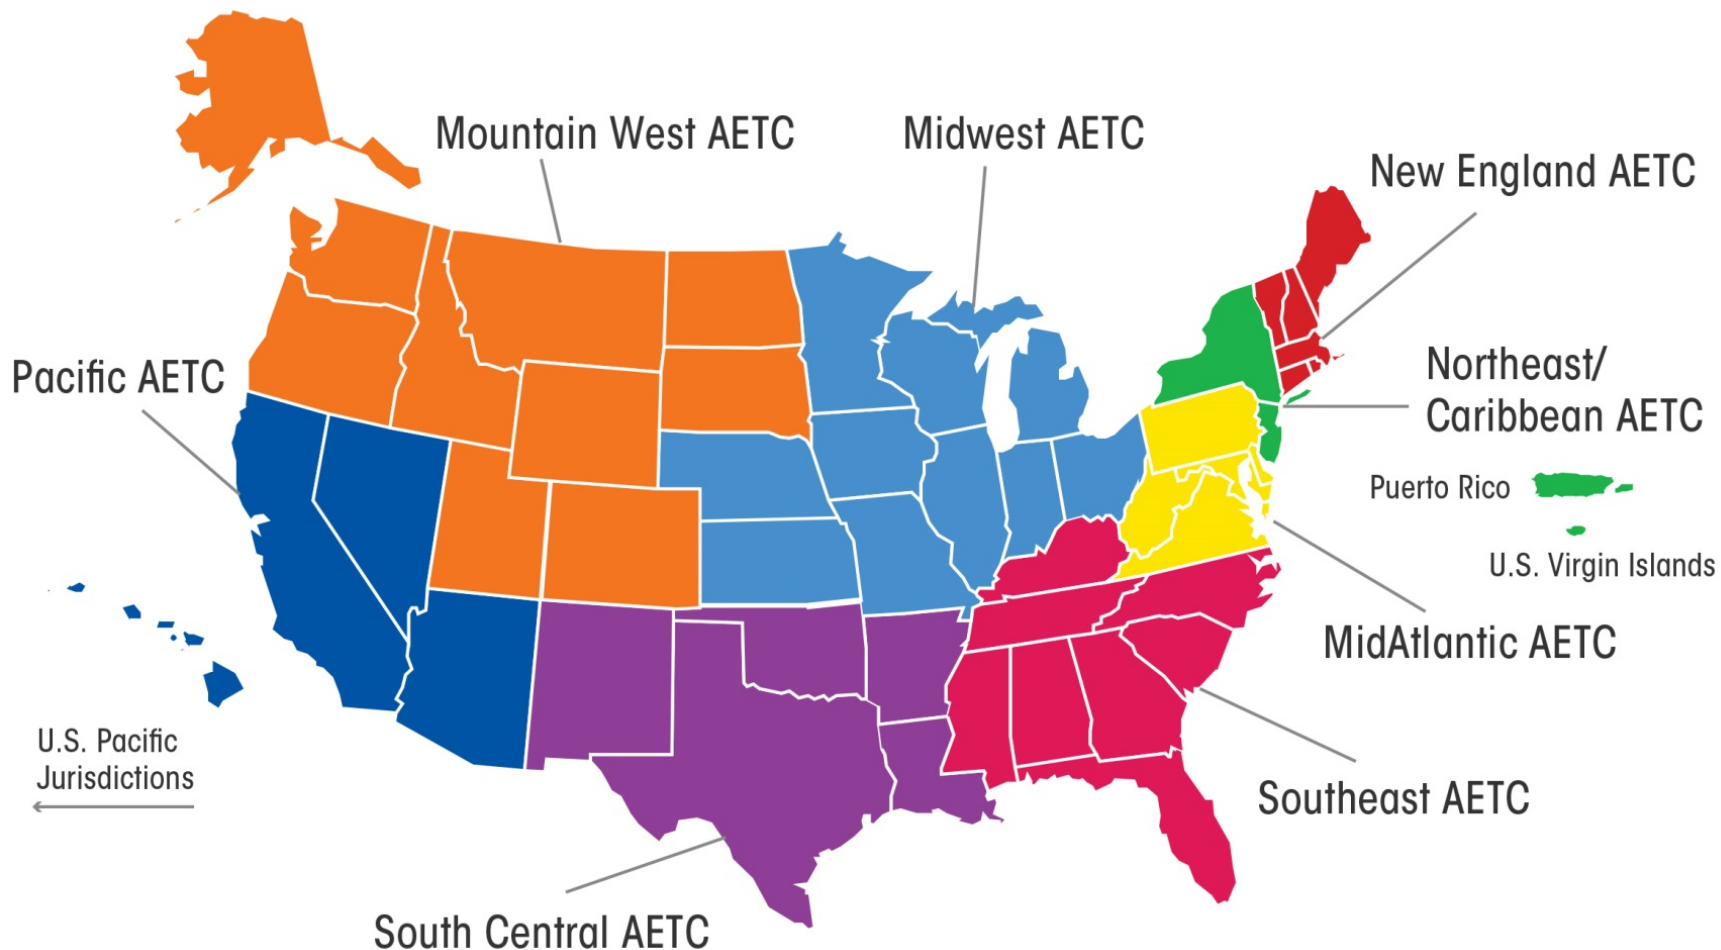 Mountain West AETC
Midwest AETC
New England AETC
Pacific AETC
Northeast/
Caribbean AETC
Puerto Rico
U.S. Virgin Islands
MidAtlantic AETC
U.S. Pacific
Jurisdictions
Southeast AETC
South Central AETC